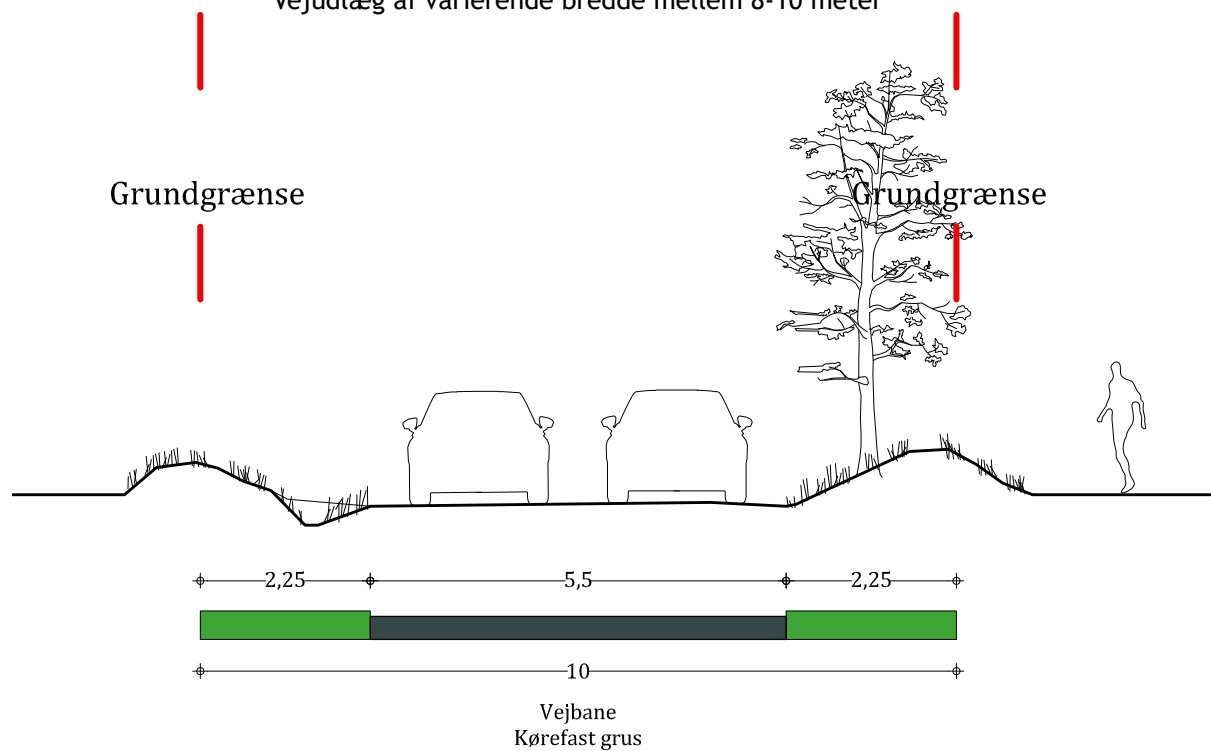 Vejudlæg af varierende bredde mellem 8-10 meter
Grundgrænse
Grundgrænse
2,25
5,5
2,25
10
Vejbane
Kørefast grus